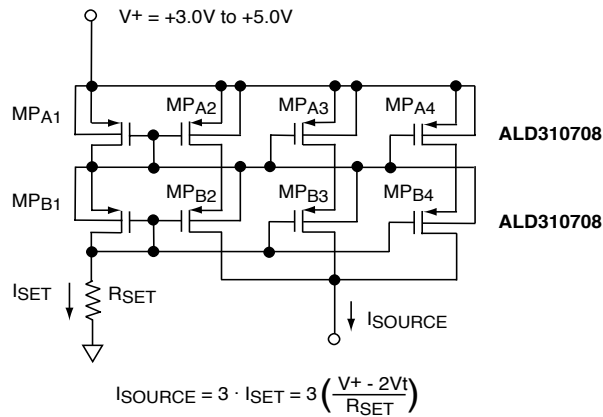 V+ = +3.0V to +5.0V
MPA1
MPA2
MPA3
MPA4
ALD310708
MPB1
MPB2
MPB3
MPB4
ALD310708
ISET
RSET
ISOURCE
ISOURCE = 3 · ISET = 3 (V+ - 2Vt / RSET)